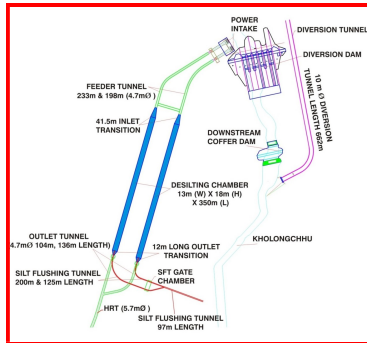 POWER
INTAKE
DIVERSION TUNNEL
DIVERSION DAM
10 m Ø DIVERSION
TUNNEL LENGTH 662m
FEEDER TUNNEL
233m & 198m (4.7mØ)
41.5m INLET
TRANSITION
DOWNSTREAM
COFFER DAM
DESILTING CHAMBER
13m (W) X 18m (H)
X 350m (L)
OUTLET TUNNEL
4.7mØ 104m, 136m LENGTH)
12m LONG OUTLET
TRANSITION
KHOLONGCHHU
SILT FLUSHING TUNNEL
200m & 125m LENGTH
SFT GATE
CHAMBER
HRT (5.7mØ)
SILT FLUSHING TUNNEL
97m LENGTH